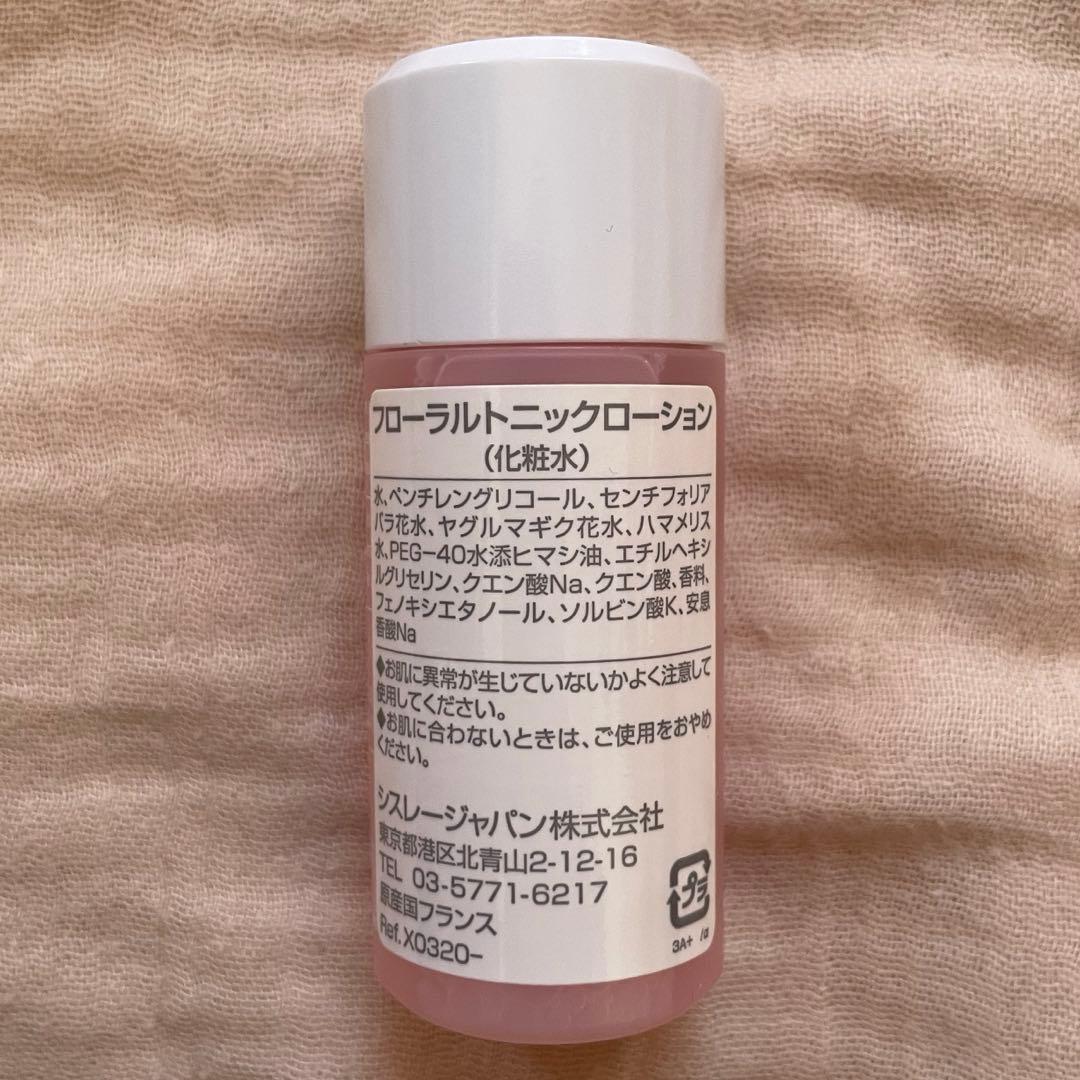 フローラルトニックローション
（化粧水）
水、ペンチレングリコール、センチフォリア
バラ花水、ヤグルマギク花水、ハマメリス
水、PEG−40水添ヒマシ油、エチルヘキシ
ルグリセリン、クエン酸Na、クエン酸、香料、
フェノキシエタノール、ソルビン酸K、安息
香酸Na
◆お肌に異常が生じていないかよく注意して
使用してください。
◆お肌に合わないときは、ご使用をおやめ
ください。
シスレージャパン株式会社
東京都港区北青山2-12-16
TEL 03-5771-6217
原産国フランス
Ref.X0320−
プラ
3A+ /α